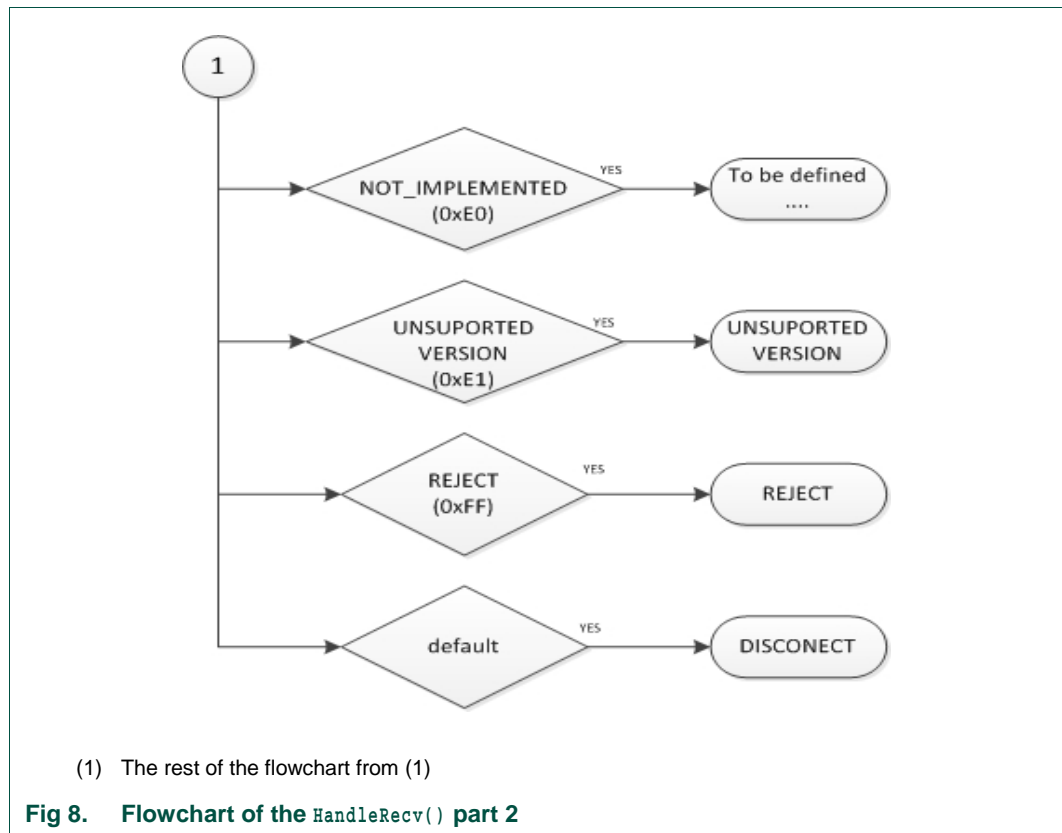 1
NOT_IMPLEMENTED
(0xE0)
YES
To be defined
....
UNSUPORTED
VERSION
(0xE1)
YES
UNSUPORTED
VERSION
REJECT
(0xFF)
YES
REJECT
default
YES
DISCONECT
(1) The rest of the flowchart from (1)
Fig 8. Flowchart of the HandleRecv() part 2